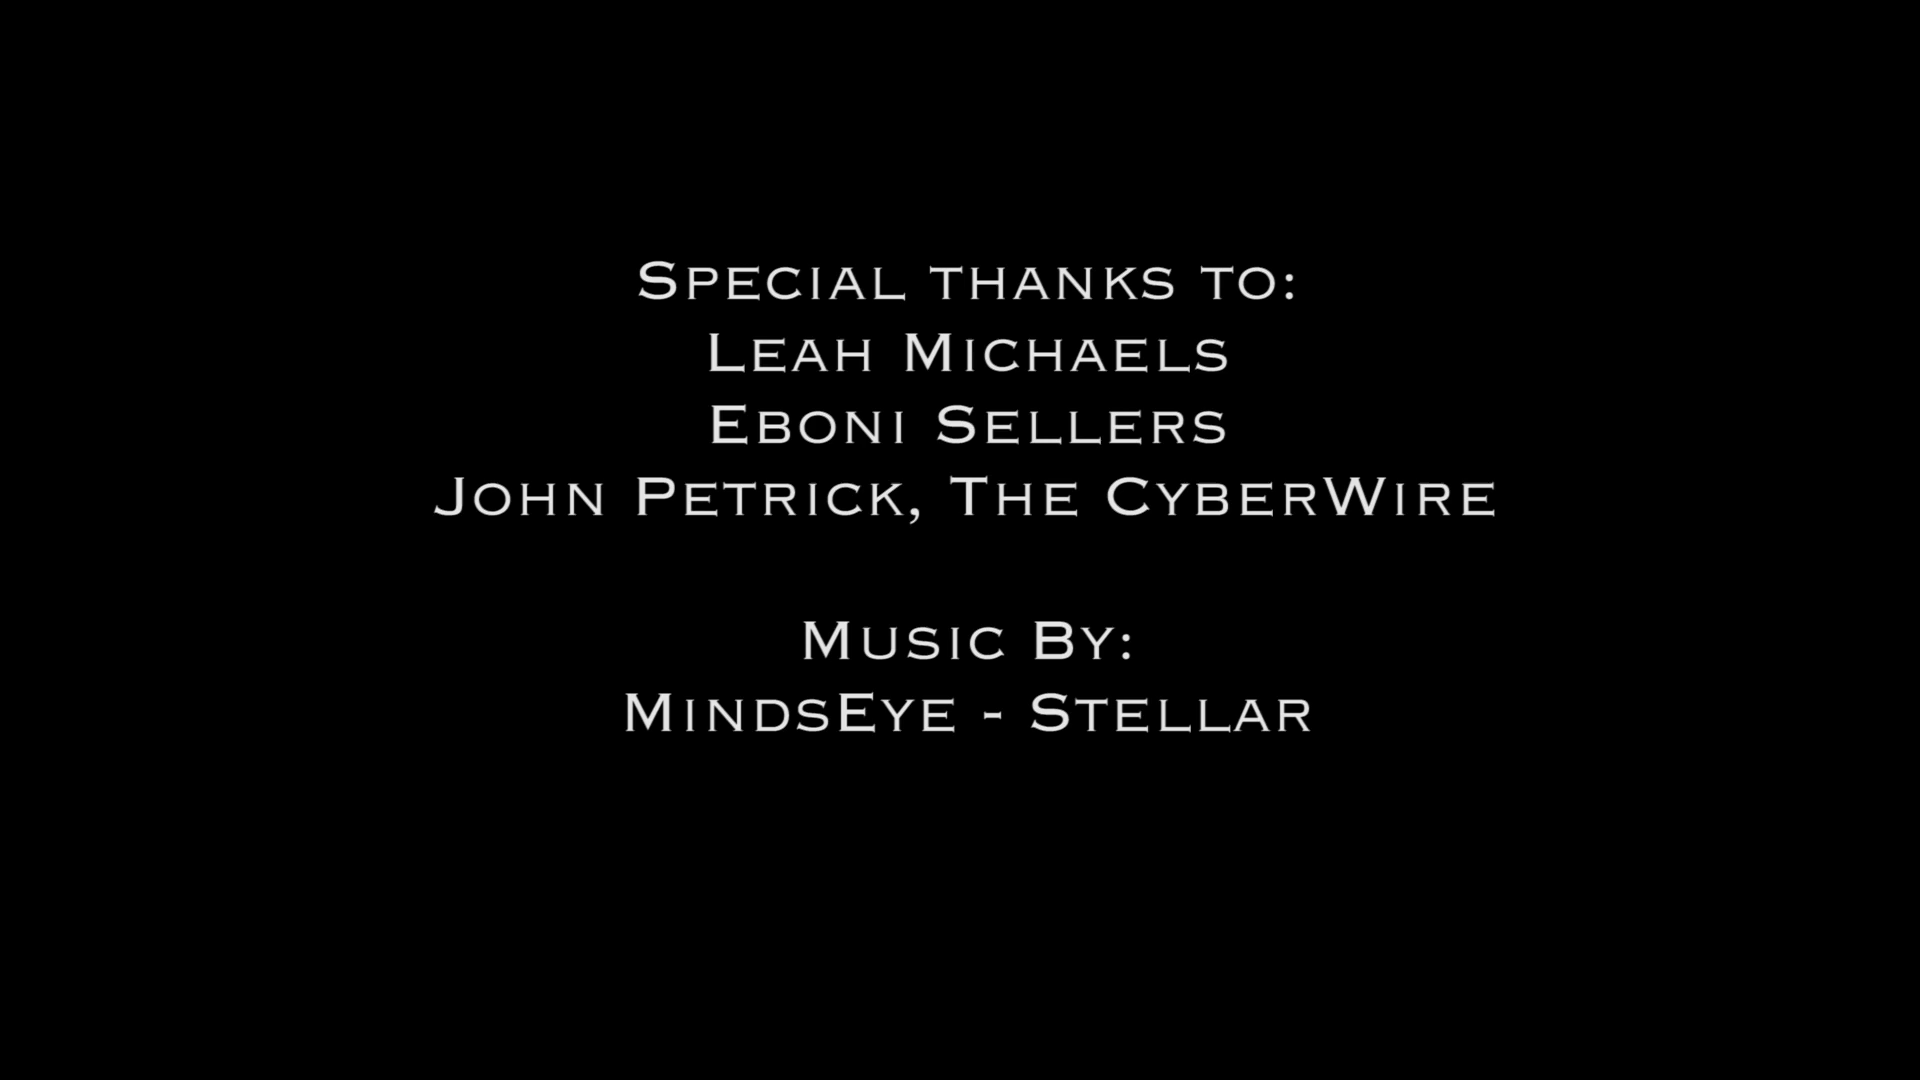 Special thanks to:
Leah Michaels
Eboni Sellers
John Petrick, The CyberWire
Music By:
MindsEye - Stellar